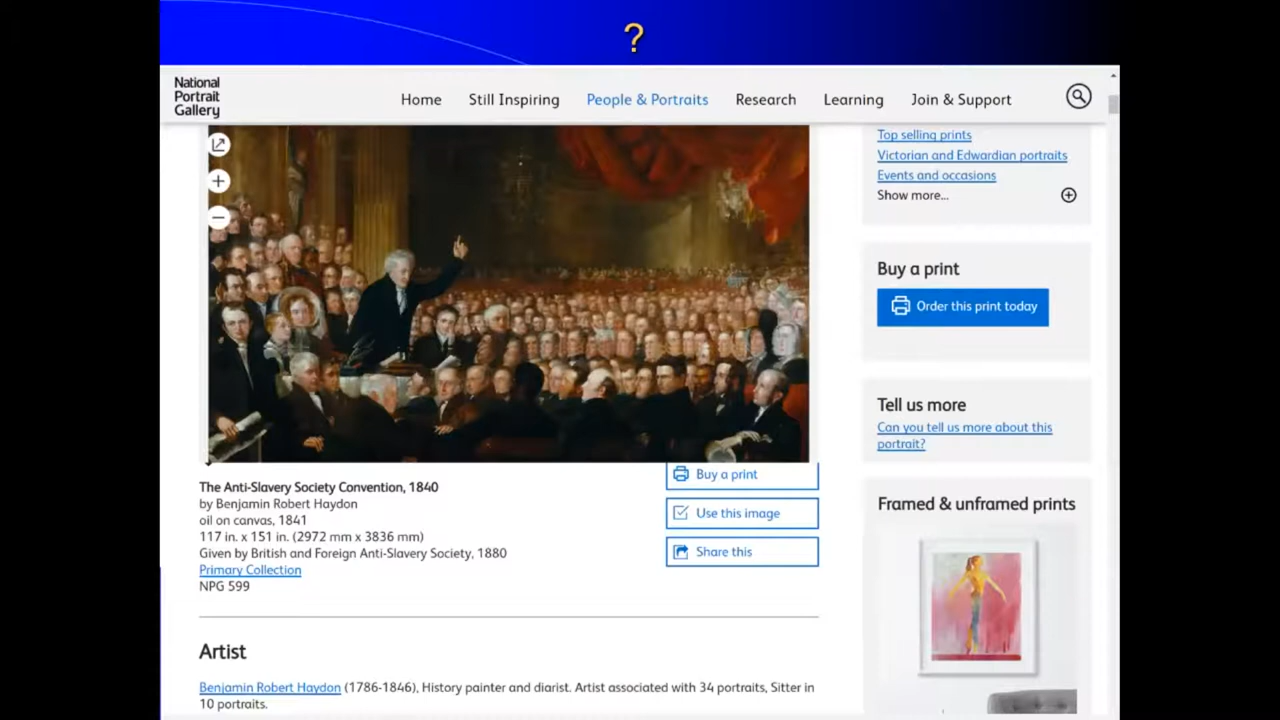 ?
National
Portrait
Gallery
Home
Still Inspiring
People & Portraits
Research
Learning
Join & Support
The Anti-Slavery Society Convention, 1840
by Benjamin Robert Haydon
oil on canvas, 1841
117 in. x 151 in. (2972 mm x 3836 mm)
Given by British and Foreign Anti-Slavery Society, 1880
Primary Collection
NPG 599
Buy a print
Use this image
Share this
Artist
Benjamin Robert Haydon (1786-1846), History painter and diarist. Artist associated with 34 portraits, Sitter in
10 portraits.
Top selling prints
Victorian and Edwardian portraits
Events and occasions
Show more...
Buy a print
Order this print today
Tell us more
Can you tell us more about this
portrait?
Framed & unframed prints